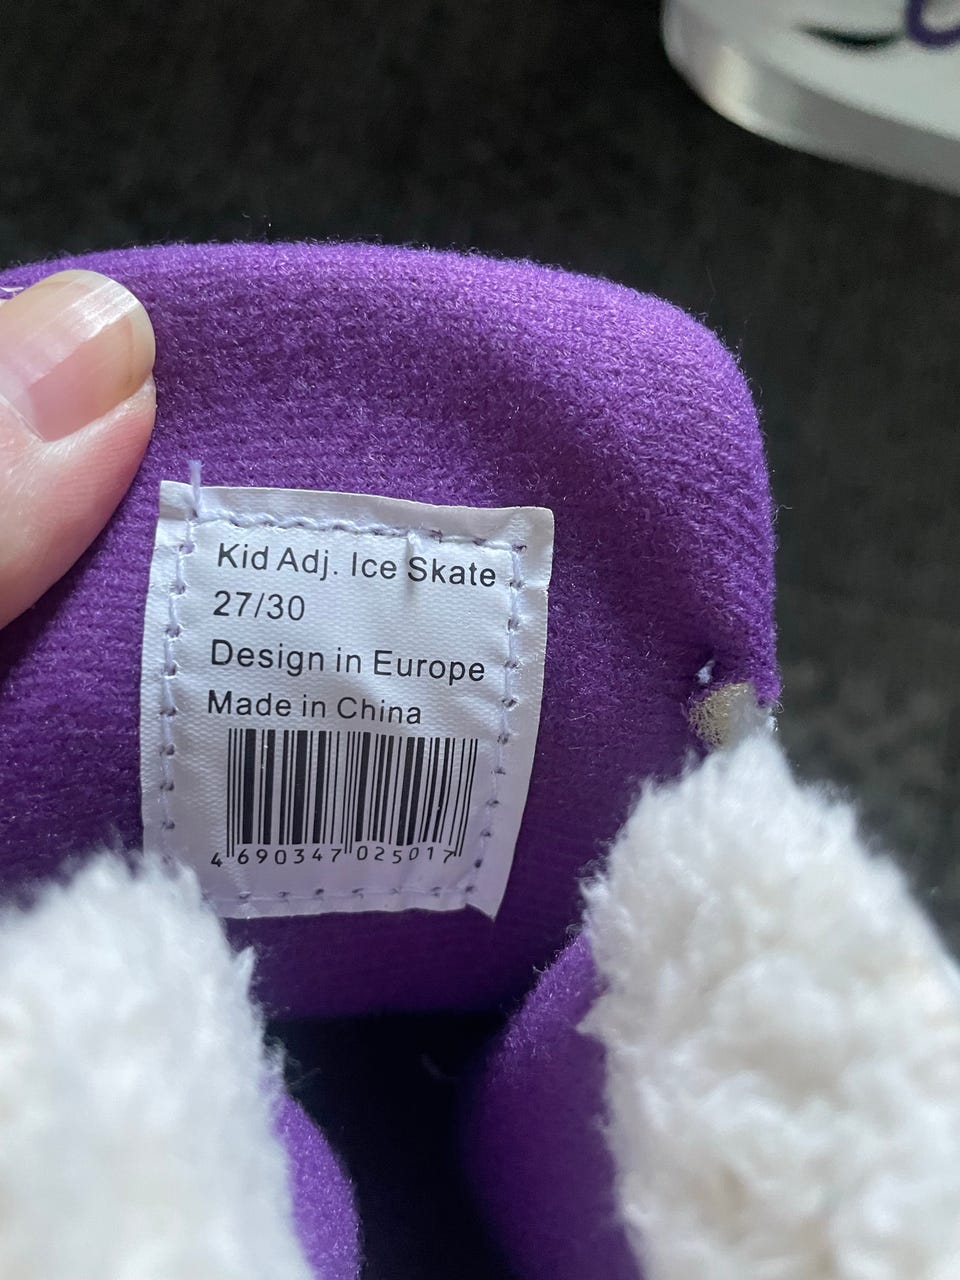 Kid Adj. Ice Skate
27/30
Design in Europe
Made in China
4 690347 025017